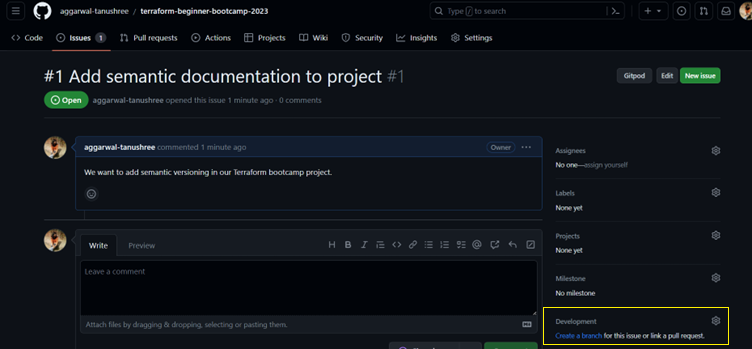 aggarwal-tanushree / terraform-beginner-bootcamp-2023
Type / to search
Code Issues 1 Pull requests Actions Projects Wiki Security Insights Settings
#1 Add semantic documentation to project #1
Gitpod Edit New issue
Open aggarwal-tanushree opened this issue 1 minute ago · 0 comments
aggarwal-tanushree commented 1 minute ago Owner
We want to add semantic versioning in our Terraform bootcamp project.
Write Preview
Leave a comment
Attach files by dragging & dropping, selecting or pasting them.
Assignees
No one—assign yourself
Labels
None yet
Projects
None yet
Milestone
No milestone
Development
Create a branch for this issue or link a pull request.